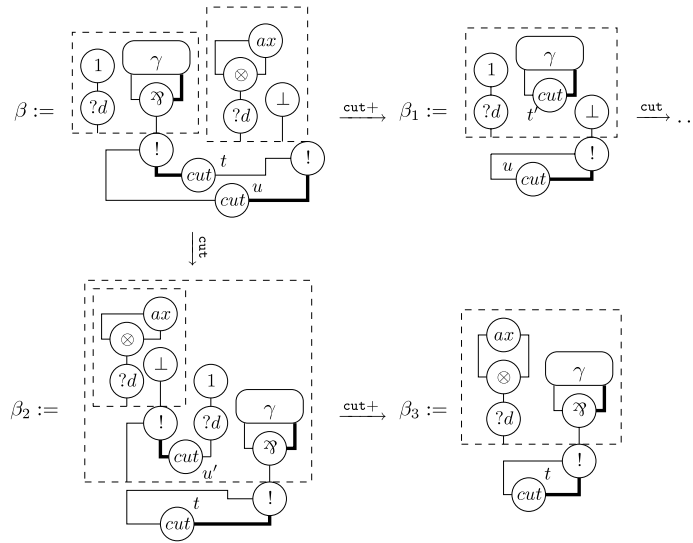 ax
1 γ ⊗
?d ⅋ ?d ⊥
β :=
! t !
cut
u
cut
cut+
β₁ :=
1 γ
?d cut ⊥
t′
u !
cut
cut
. .
cut
β₂ :=
ax
⊗
?d ⊥ 1 γ
! ?d ⅋
cut
u′
t !
cut
cut+
β₃ :=
ax
⊗ γ
?d ⅋
t !
cut